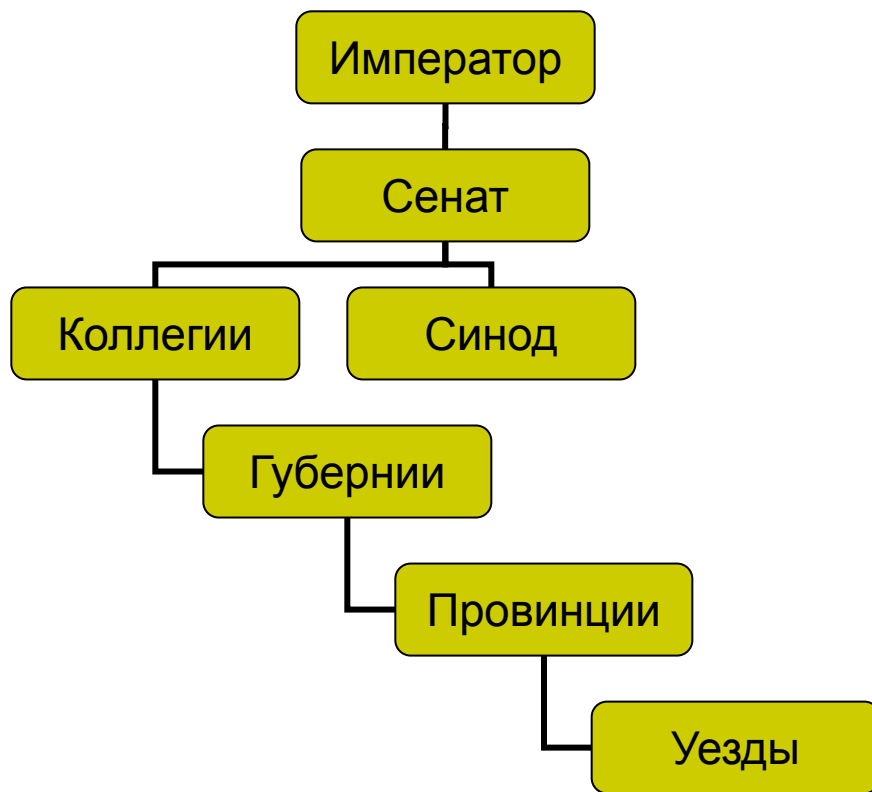 Император
Сенат
Коллегии
Синод
Губернии
Провинции
Уезды